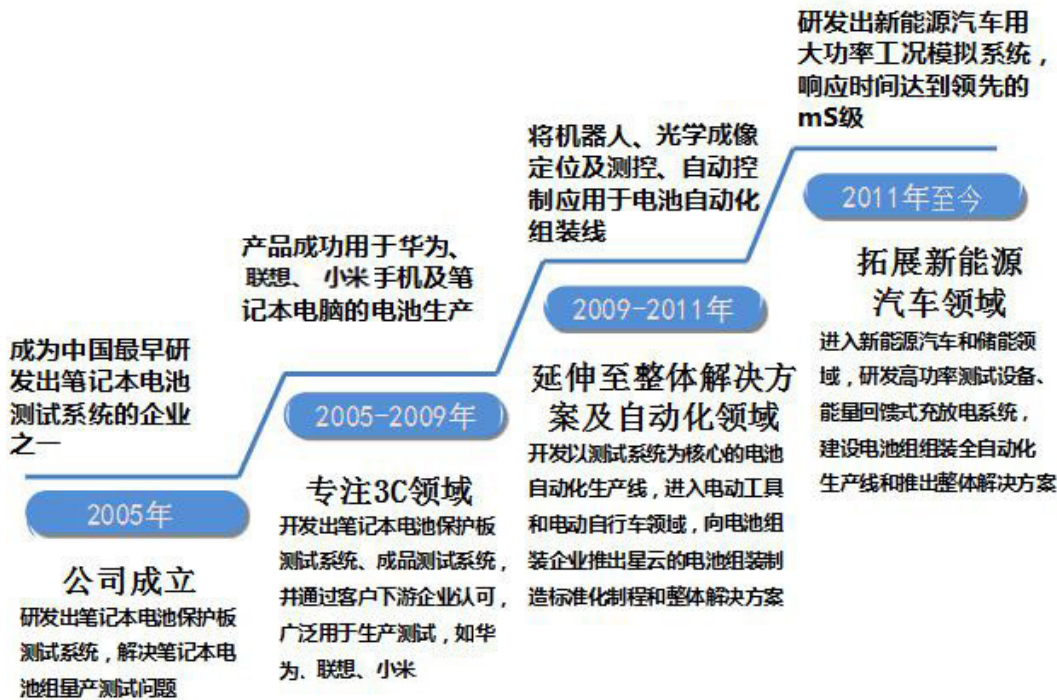 成为中国最早研
发出笔记本电池
测试系统的企业
之一
2005年
公司成立
研发出笔记本电池保护板
测试系统，解决笔记本电
池组量产测试问题
产品成功用于华为、
联想、小米手机及笔
记本电脑的电池生产
2005-2009年
专注3C领域
开发出笔记本电池保护板
测试系统、成品测试系统，
并通过客户下游企业认可，
广泛用于生产测试，如华
为、联想、小米
将机器人、光学成像
定位及测控、自动控
制应用于电池自动化
组装线
2009-2011年
延伸至整体解决方
案及自动化领域
开发以测试系统为核心的电池
自动化生产线，进入电动工具
和电动自行车领域，向电池组
装企业推出星云的电池组装制
造标准化制程和整体解决方案
研发出新能源汽车用
大功率工况模拟系统，
响应时间达到领先的
mS级
2011年至今
拓展新能源
汽车领域
进入新能源汽车和储能领
域，研发高功率测试设备、
能量回馈式充放电系统，
建设电池组组装全自动化
生产线和推出整体解决方案